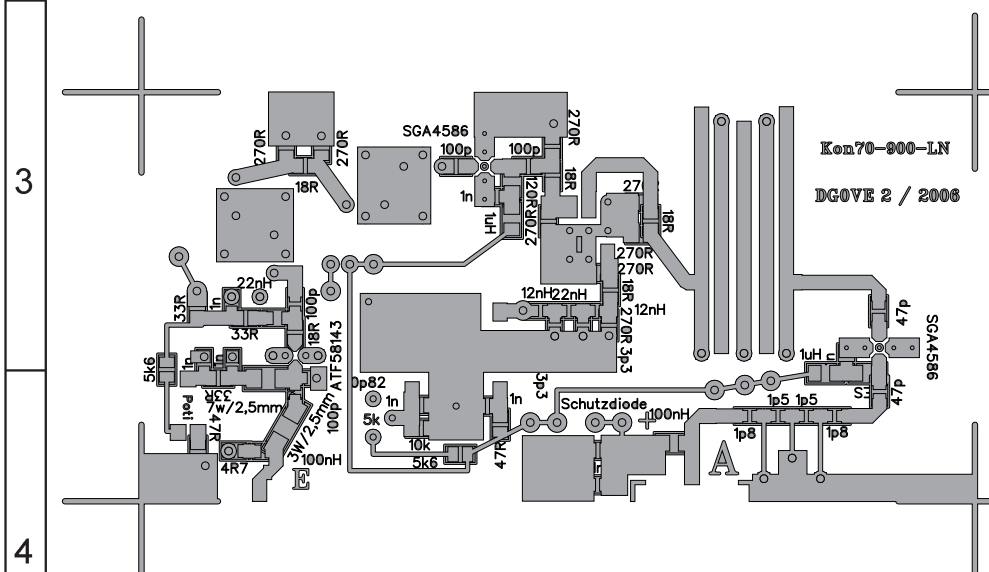 3
4
Kon70-900-LN
DG0VE 2 / 2006
SGA4586
100p
100p
270R
270R
270R
18R
1n
1uH
120R
270R
18R
18R
270R
270R
18R
270R
12nH
22nH
12nH
3p3
3p3
22nH
1n
33R
33R
100p
18R
ATF58143
5k6
1n
33R
7W/2,5mm
Poti
47R
4R7
3W/2,5mm
100nH
100p
E
0p82
5k
1n
10k
5k6
1n
47R
Schutzdiode
100nH
A
1p5
1p5
1p8
1p8
1uH
47p
47p
SGA4586